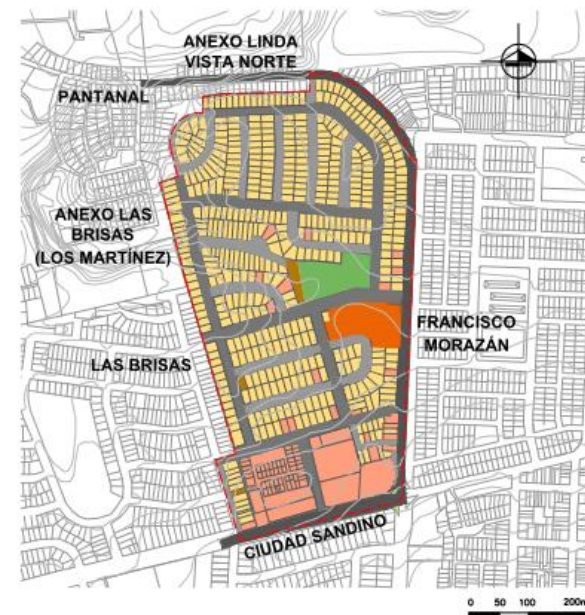 ANEXO LINDA
VISTA NORTE
PANTANAL
ANEXO LAS
BRISAS
(LOS MARTÍNEZ)
FRANCISCO
MORAZÁN
LAS BRISAS
CIUDAD SANDINO
0 50 100 200m